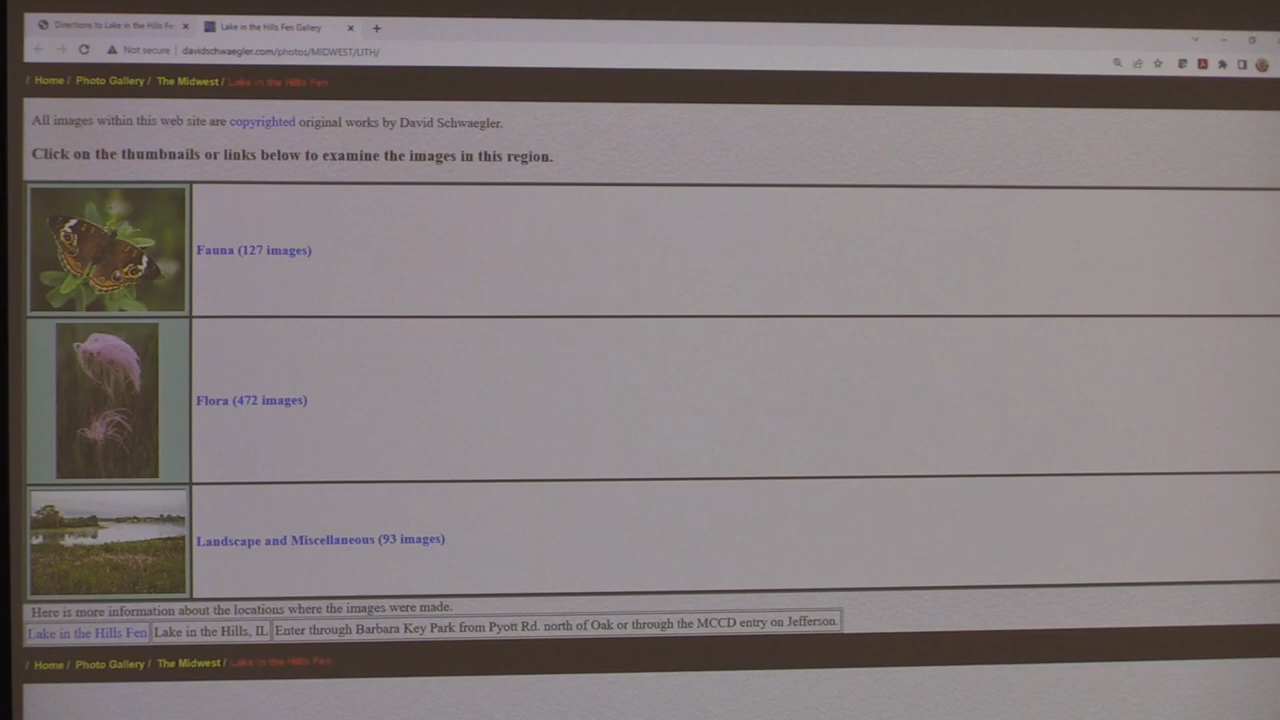 Directions to Lake in the Hills Fe
Lake in the Hills Fen Gallery
Not secure | davidschwaegler.com/photos/MIDWEST/LITH/
/ Home / Photo Gallery / The Midwest / Lake in the Hills Fen
All images within this web site are copyrighted original works by David Schwaegler.
Click on the thumbnails or links below to examine the images in this region.
Fauna (127 images)
Flora (472 images)
Landscape and Miscellaneous (93 images)
Here is more information about the locations where the images were made.
Lake in the Hills Fen Lake in the Hills, IL Enter through Barbara Key Park from Pyott Rd. north of Oak or through the MCCD entry on Jefferson.
/ Home / Photo Gallery / The Midwest / Lake in the Hills Fen